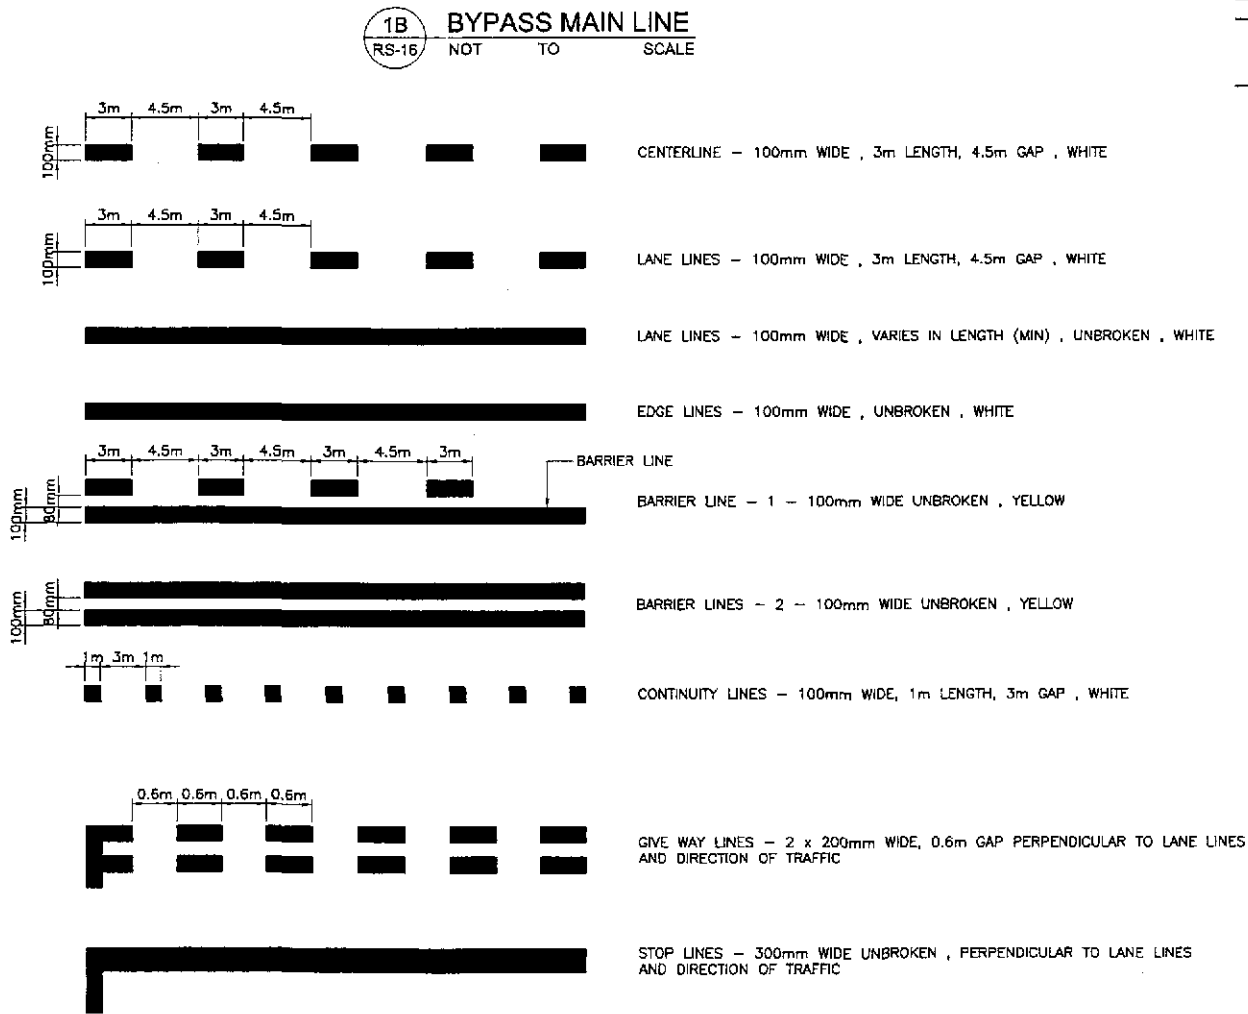 1B
RS-16
BYPASS MAIN LINE
NOT TO SCALE
3m 4.5m 3m 4.5m
100mm
CENTERLINE – 100mm WIDE , 3m LENGTH, 4.5m GAP , WHITE
3m 4.5m 3m 4.5m
100mm
LANE LINES – 100mm WIDE , 3m LENGTH, 4.5m GAP , WHITE
LANE LINES – 100mm WIDE , VARIES IN LENGTH (MIN) , UNBROKEN , WHITE
EDGE LINES – 100mm WIDE , UNBROKEN , WHITE
3m 4.5m 3m 4.5m 3m 4.5m 3m
BARRIER LINE
100mm
80mm
BARRIER LINE – 1 – 100mm WIDE UNBROKEN , YELLOW
100mm
80mm
BARRIER LINES – 2 – 100mm WIDE UNBROKEN , YELLOW
1m 3m 1m
CONTINUITY LINES – 100mm WIDE, 1m LENGTH, 3m GAP , WHITE
0.6m 0.6m 0.6m 0.6m
GIVE WAY LINES – 2 x 200mm WIDE, 0.6m GAP PERPENDICULAR TO LANE LINES
AND DIRECTION OF TRAFFIC
STOP LINES – 300mm WIDE UNBROKEN , PERPENDICULAR TO LANE LINES
AND DIRECTION OF TRAFFIC